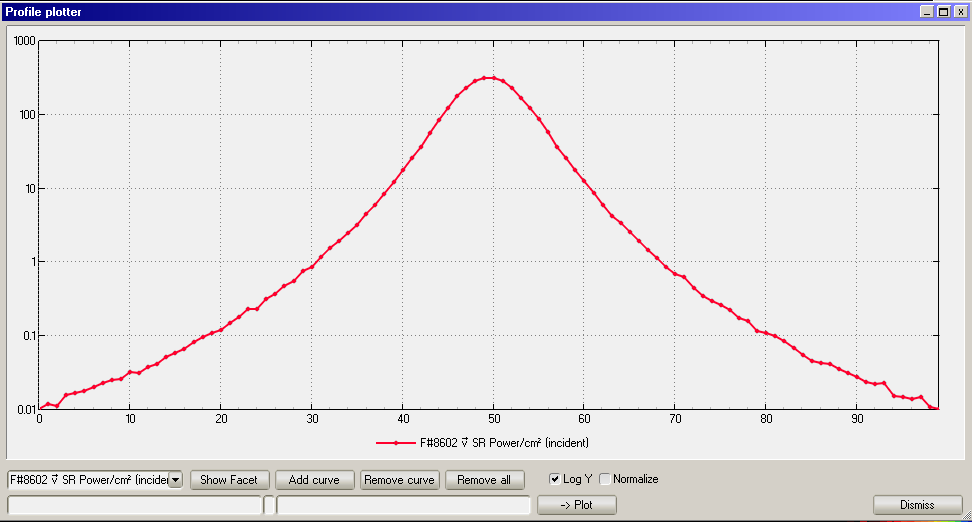 Profile plotter
1000
100
10
1
0.1
0.01
0 10 20 30 40 50 60 70 80 90
F#8602 V⃗ SR Power/cm² (incident)
F#8602 V⃗ SR Power/cm² (incider Show Facet Add curve Remove curve Remove all Log Y Normalize
-> Plot Dismiss